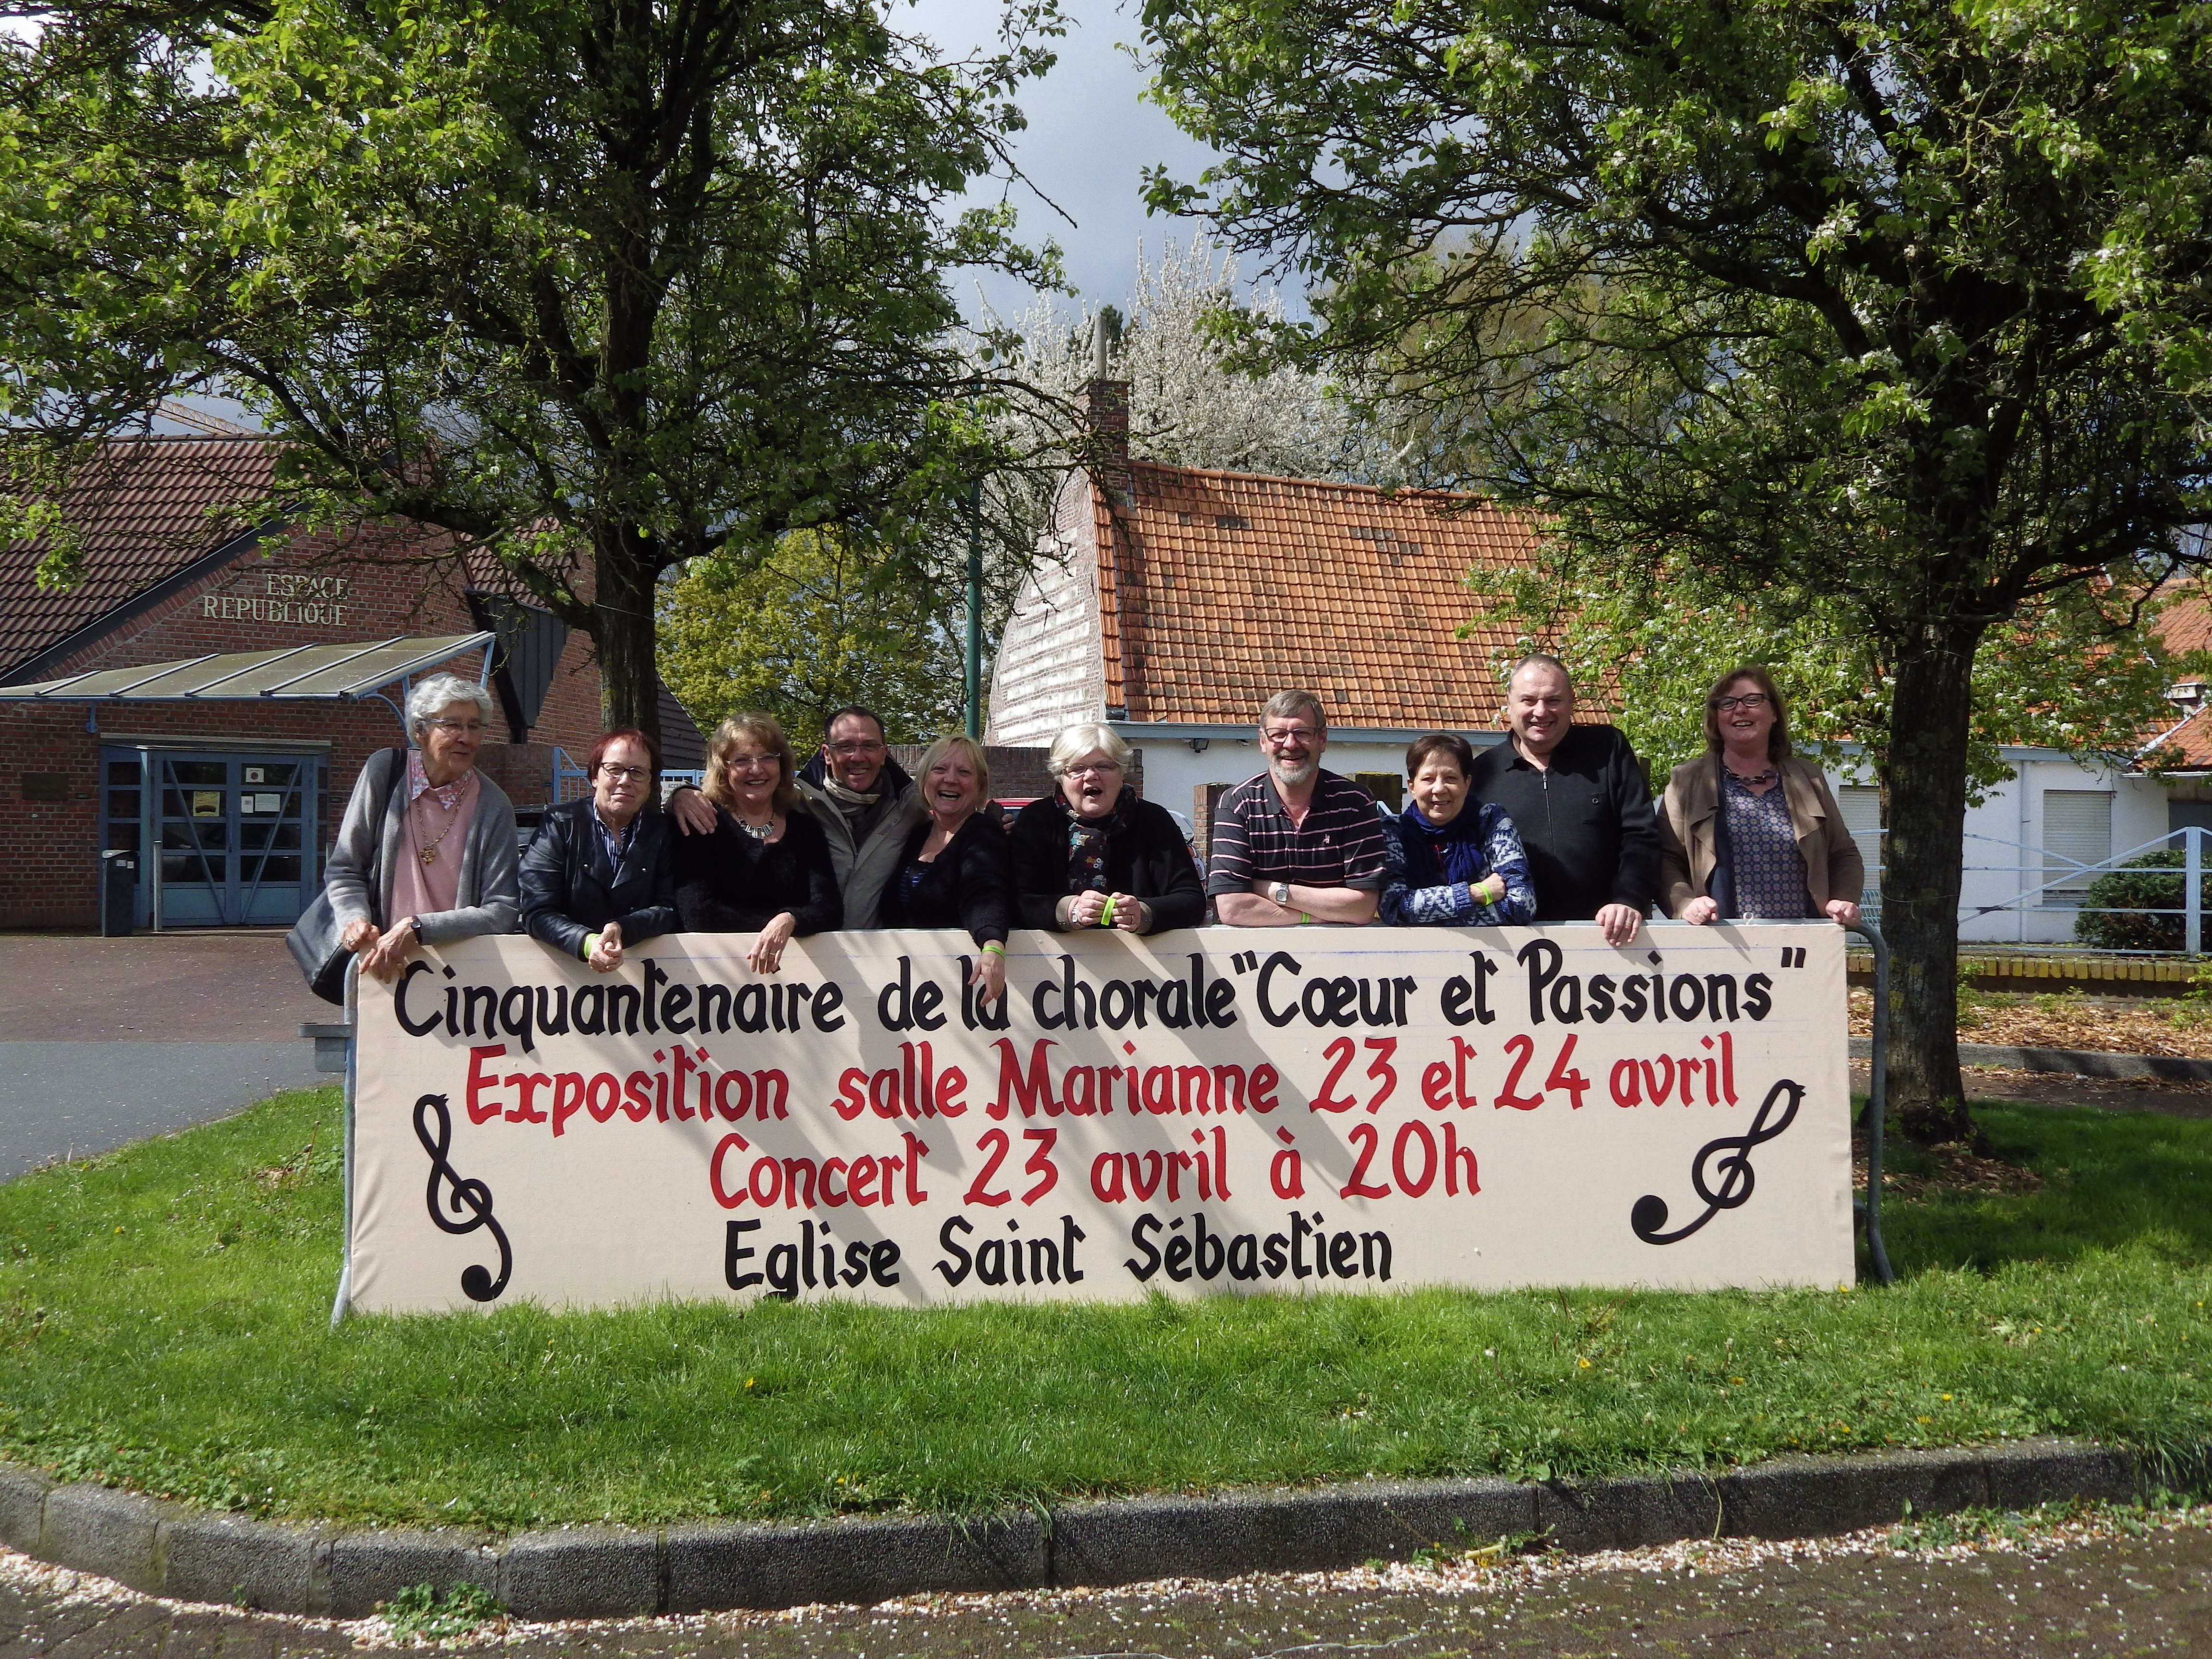 ESPACE
REPUBLIQUE
Cinquantenaire de la chorale "Cœur et Passions"
Exposition salle Marianne 23 et 24 avril
Concert 23 avril à 20h
Eglise Saint Sébastien